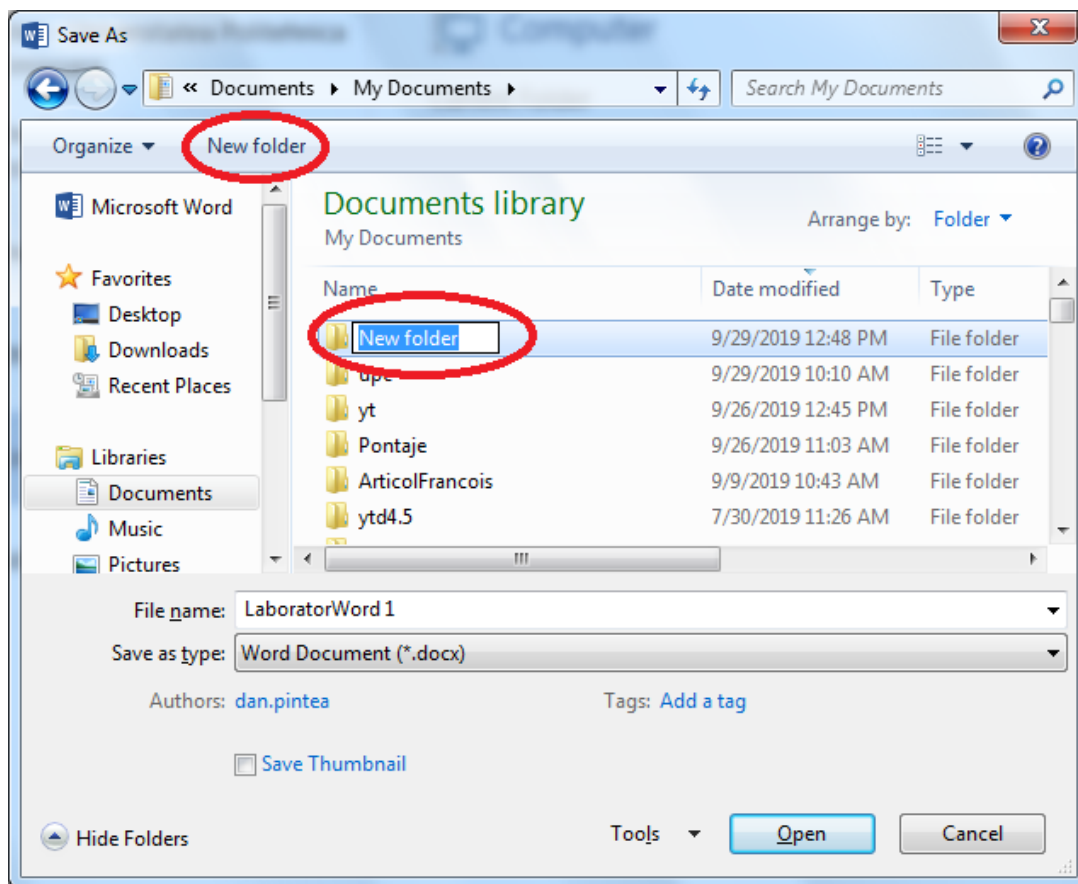 Save As
Computer
« Documents ▸ My Documents ▸ Search My Documents
Organize New folder
Microsoft Word
Favorites
Desktop
Downloads
Recent Places
Libraries
Documents
Music
Pictures
Documents library
My Documents
Arrange by: Folder
Name Date modified Type
New folder 9/29/2019 12:48 PM File folder
9/29/2019 10:10 AM File folder
yt 9/26/2019 12:45 PM File folder
Pontaje 9/26/2019 11:03 AM File folder
ArticolFrancois 9/9/2019 10:43 AM File folder
ytd4.5 7/30/2019 11:26 AM File folder
File name: LaboratorWord 1
Save as type: Word Document (*.docx)
Authors: dan.pintea Tags: Add a tag
Save Thumbnail
Hide Folders Tools Open Cancel